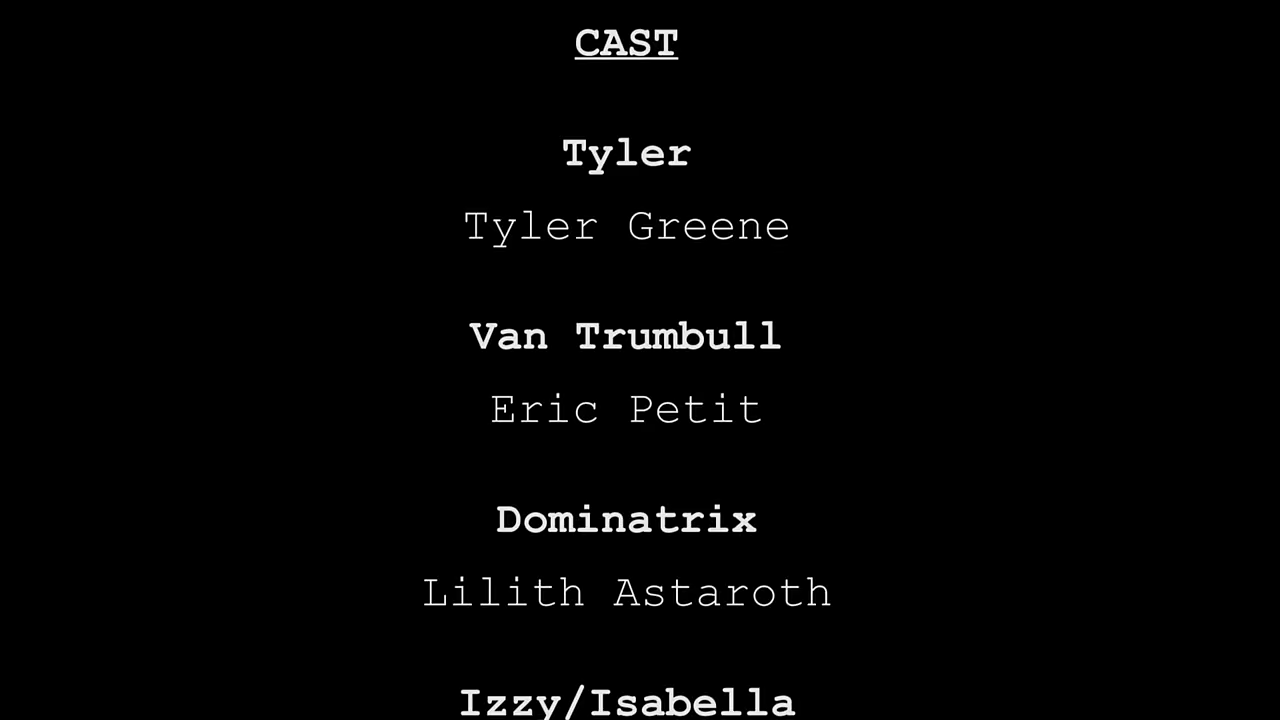 CAST
Tyler
Tyler Greene
Van Trumbull
Eric Petit
Dominatrix
Lilith Astaroth
Izzy/Isabella